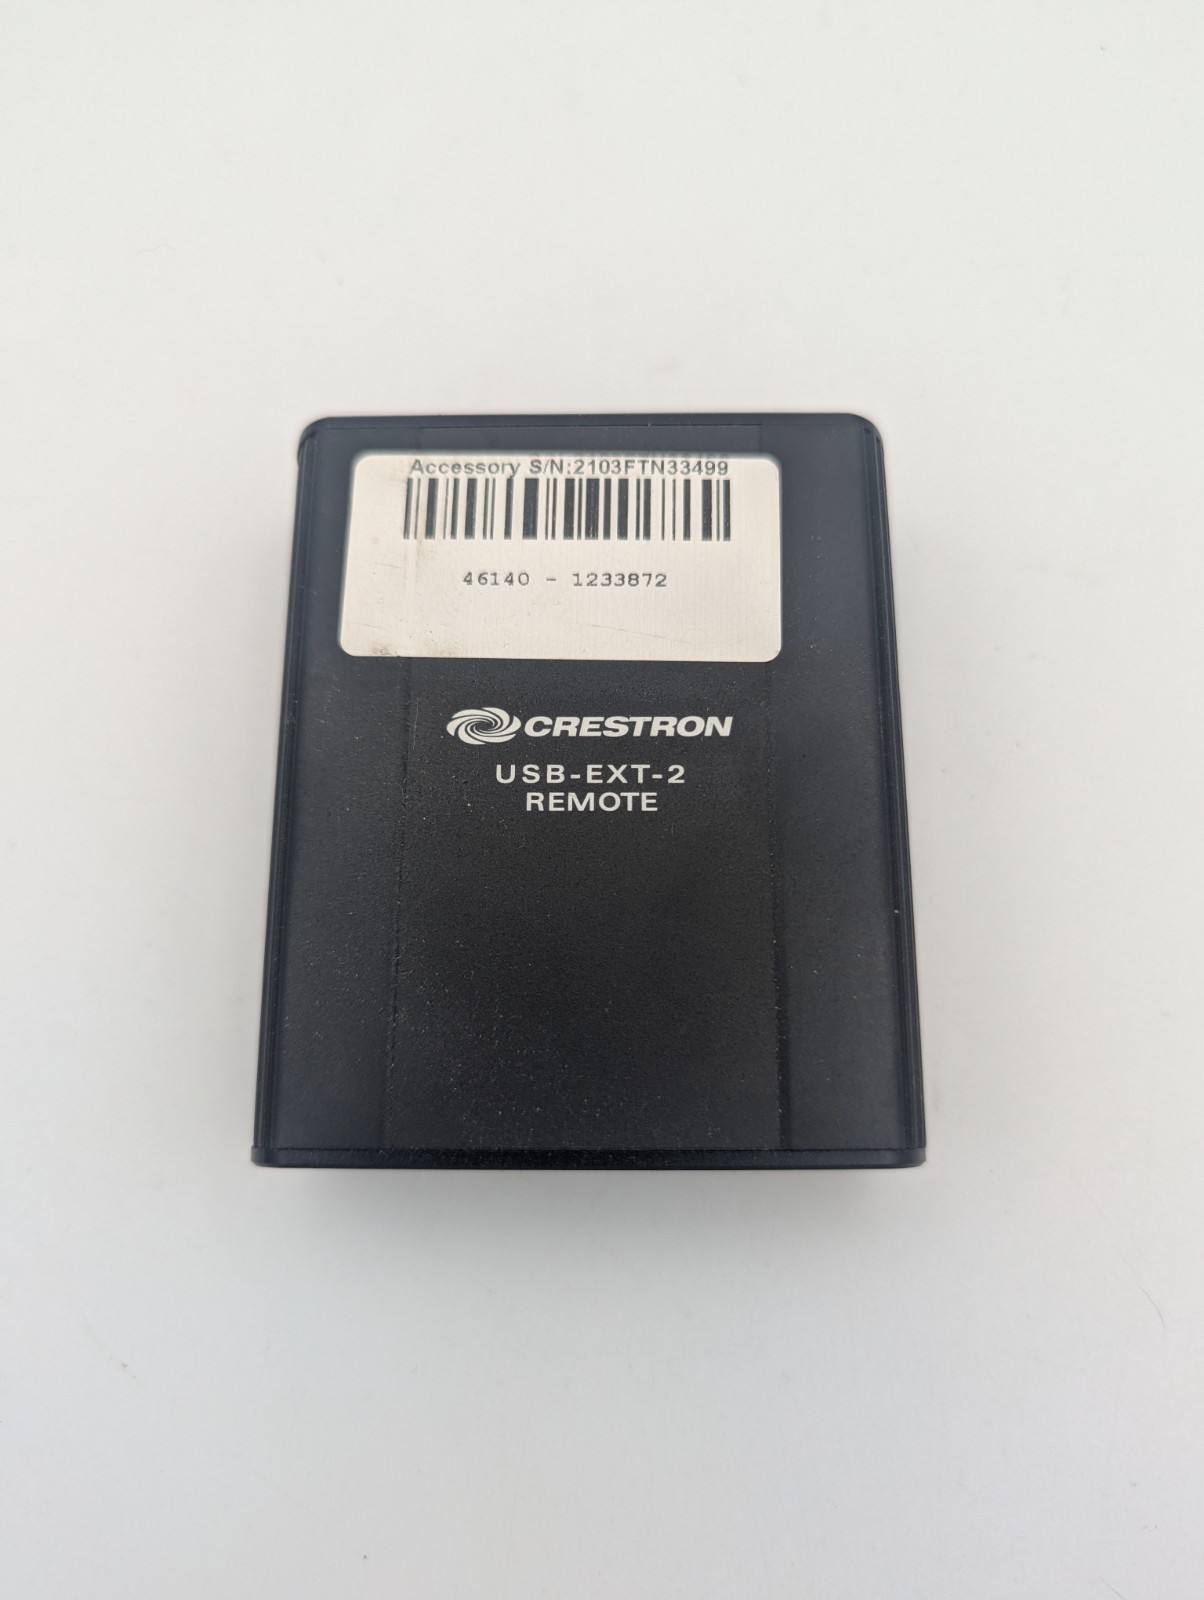 Accessory S/N:2103FTN33499
46140 - 1233872
CRESTRON
USB-EXT-2
REMOTE